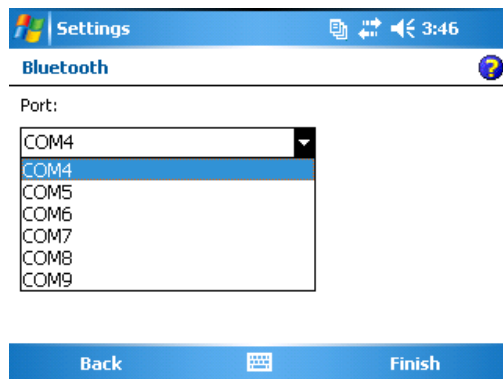 Settings 3:46
Bluetooth ?
Port:
COM4
COM4
COM5
COM6
COM7
COM8
COM9
Back Finish